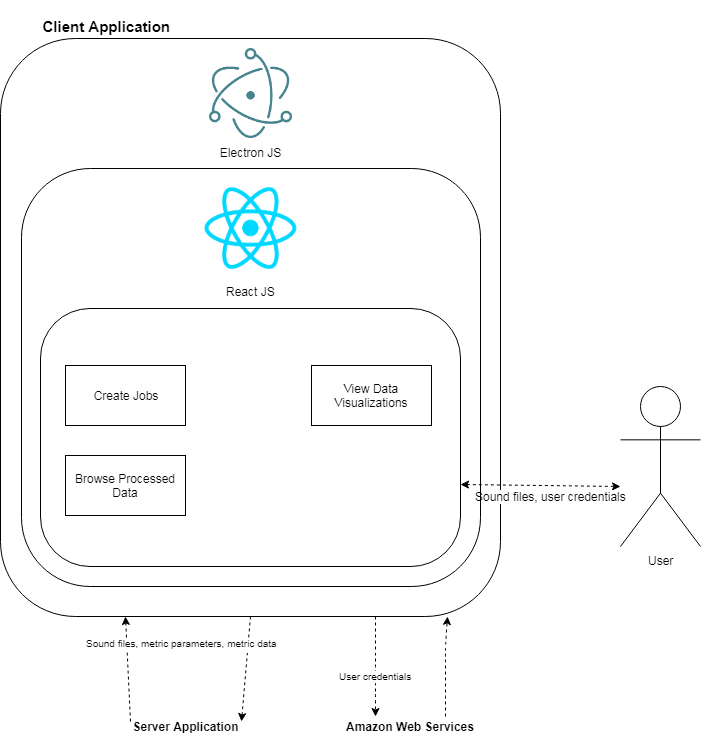 Client Application
Electron JS
React JS
Create Jobs
View Data
Visualizations
Browse Processed
Data
Sound files, user credentials
User
Sound files, metric parameters, metric data
User credentials
Server Application
Amazon Web Services